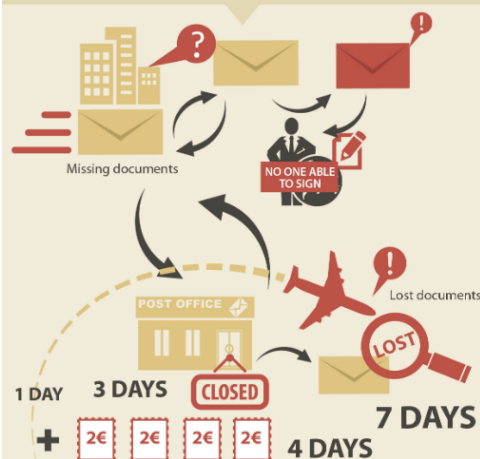 ?
!
Missing documents
NO ONE ABLE
TO SIGN
!
Lost documents
POST OFFICE
LOST
CLOSED
1 DAY
3 DAYS
7 DAYS
+
2€ 2€ 2€ 2€
4 DAYS